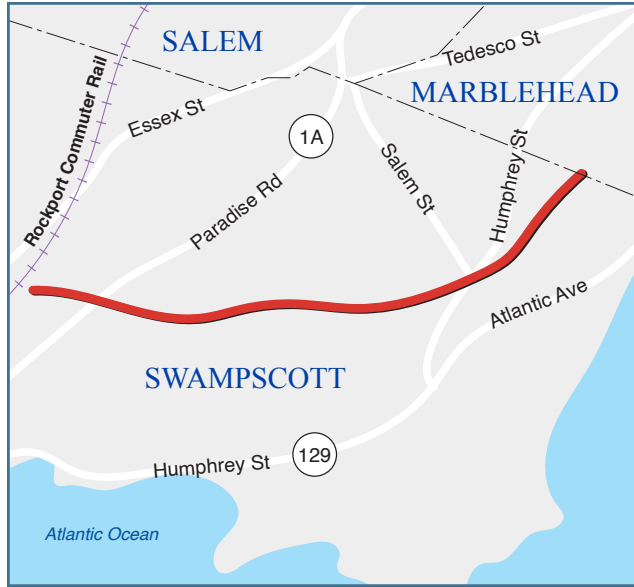 SALEM
Tedesco St
MARBLEHEAD
Essex St
1A
Rockport Commuter Rail
Salem St
Humphrey St
Paradise Rd
Atlantic Ave
SWAMPSCOTT
Humphrey St
129
Atlantic Ocean